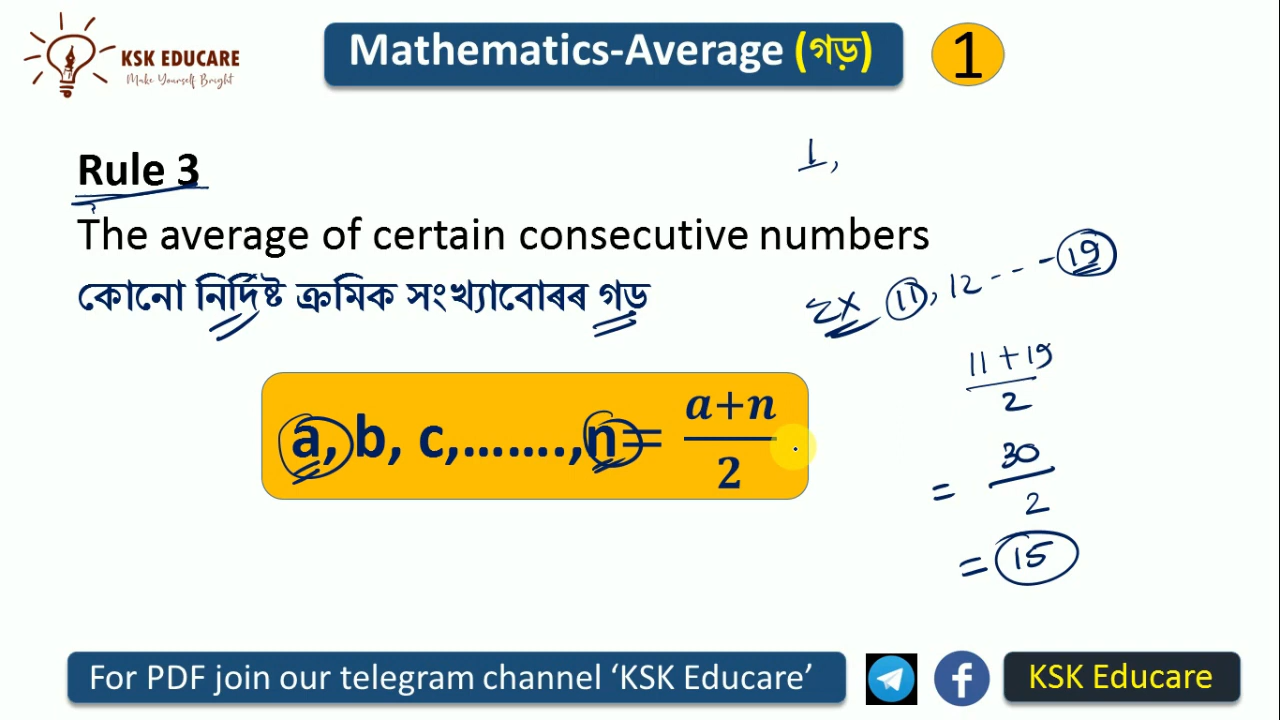 KSK EDUCARE
Make Yourself Bright
Mathematics-Average (গড়)
1
Rule 3
1,
The average of certain consecutive numbers
কোনো নিৰ্দিষ্ট ক্ৰমিক সংখ্যাবোৰৰ গড়
Ex 11, 12 - - - 19
11 + 19
2
a, b, c,.......,n= a+n
2
= 30
2
= 15
For PDF join our telegram channel ‘KSK Educare’
KSK Educare